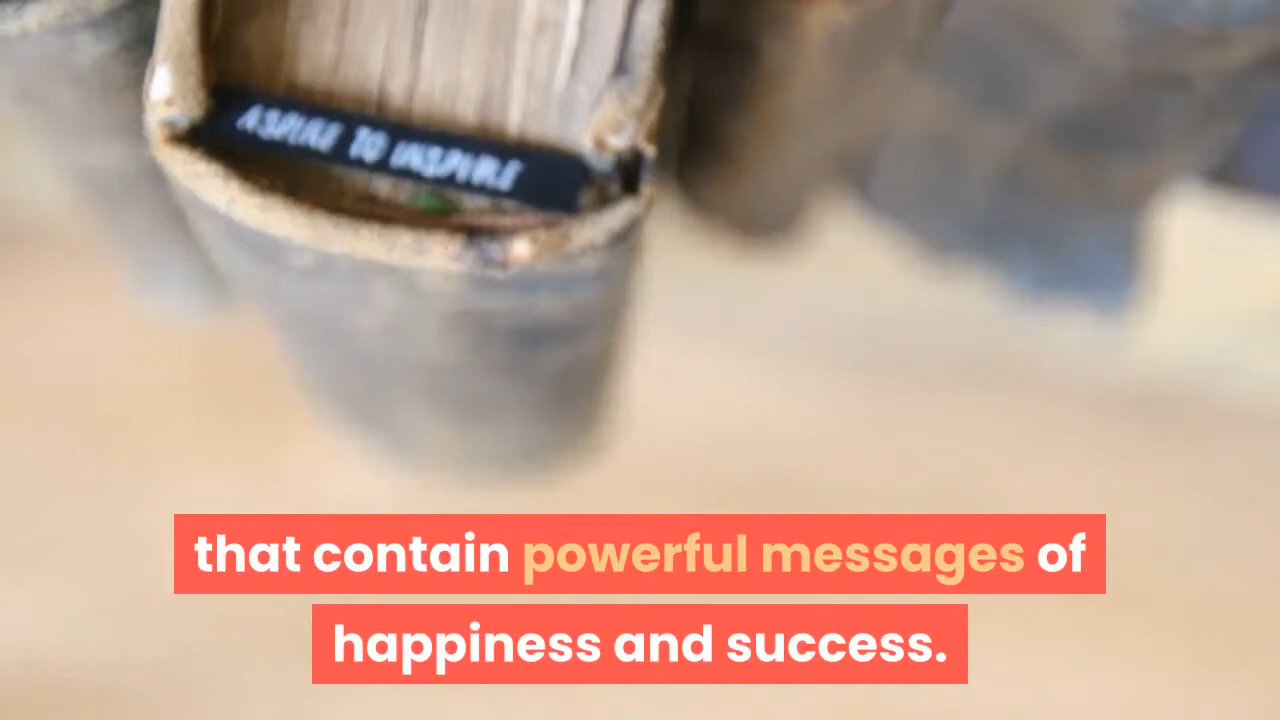 ASPIRE TO INSPIRE
that contain powerful messages of
happiness and success.